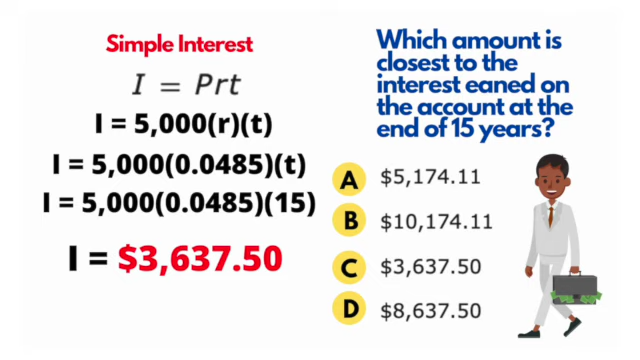 Simple Interest
I = Prt
I = 5,000(r)(t)
I = 5,000(0.0485)(t)
I = 5,000(0.0485)(15)
I = $3,637.50
Which amount is
closest to the
interest eaned on
the account at the
end of 15 years?
A $5,174.11
B $10,174.11
C $3,637.50
D $8,637.50